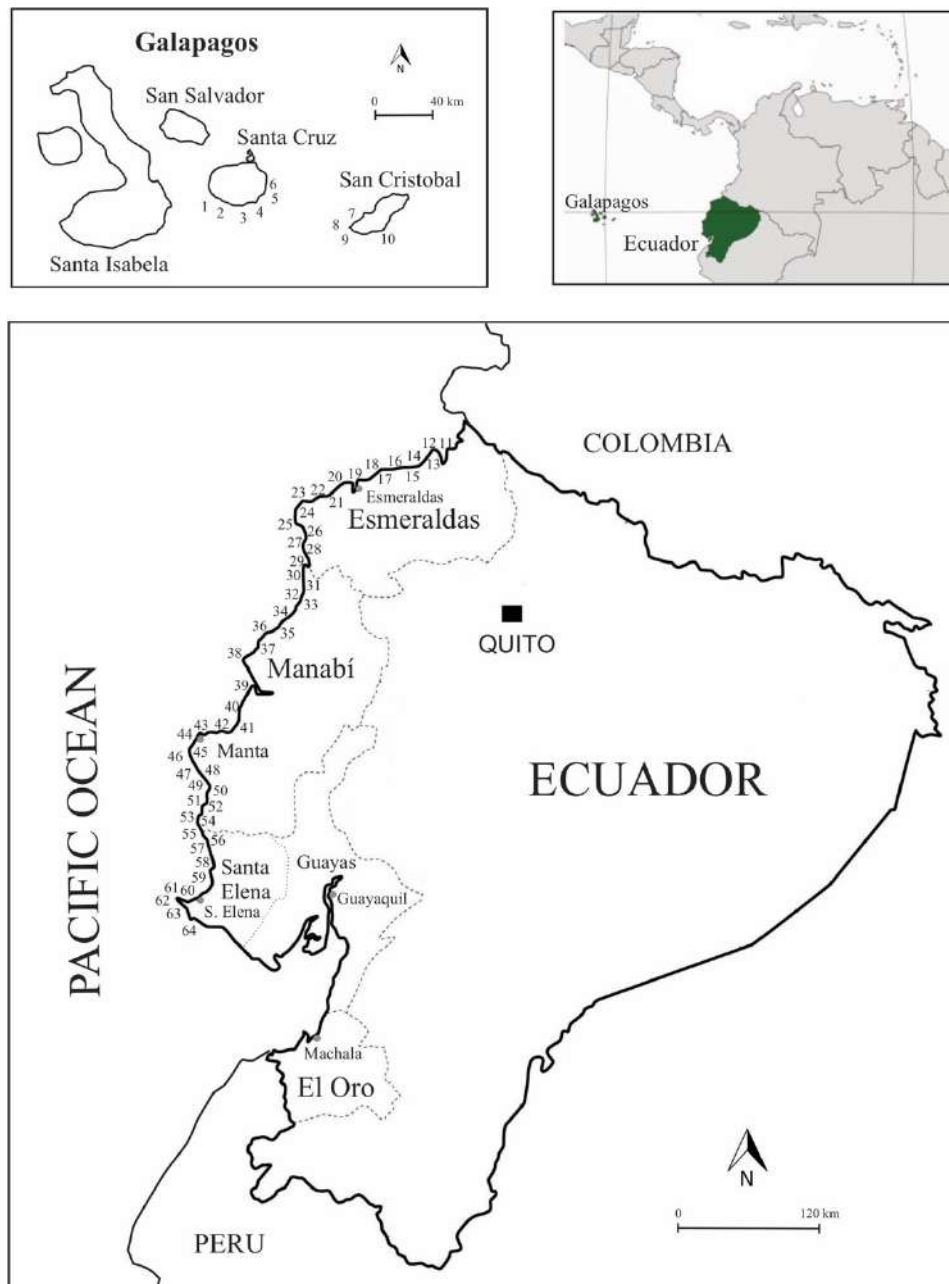 Galapagos
N
San Salvador
0 40 km
Santa Cruz
6
5
1 2 3 4
San Cristobal
7
8
9 10
Santa Isabela
Galapagos
Ecuador
COLOMBIA
12 11
13
14
15
16
17
18
19
20
21
22
23
24
25
26
27
28
29
30
31
32
33
34
35
36
37
38
39
40
41
42
43
44
45
46
47
48
49
50
51
52
53
54
55
56
57
58
59
60
61
62
63
64
Esmeraldas
Esmeraldas
QUITO
Manabí
Manta
PACIFIC OCEAN
ECUADOR
Santa
Elena
S. Elena
Guayas
Guayaquil
Machala
El Oro
PERU
N
0 120 km